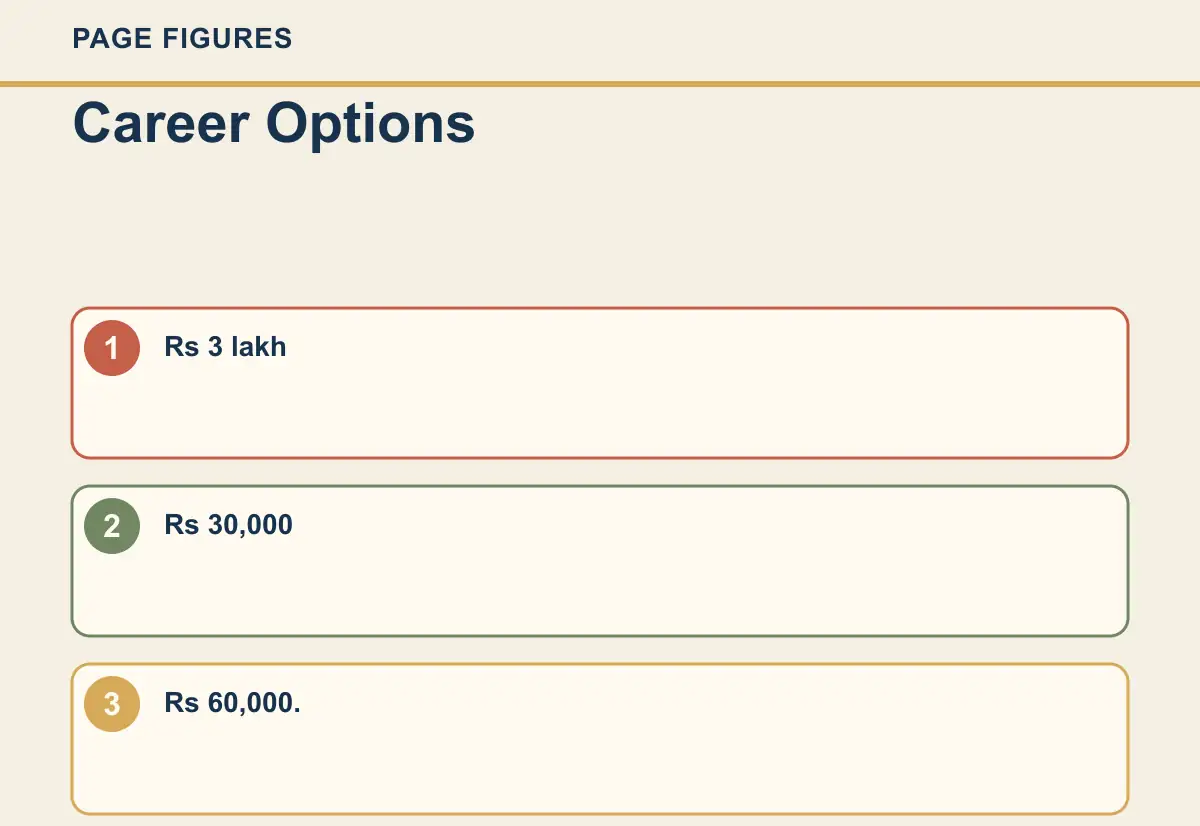 PAGE FIGURES
Career Options
1 Rs 3 lakh
2 Rs 30,000
3 Rs 60,000.